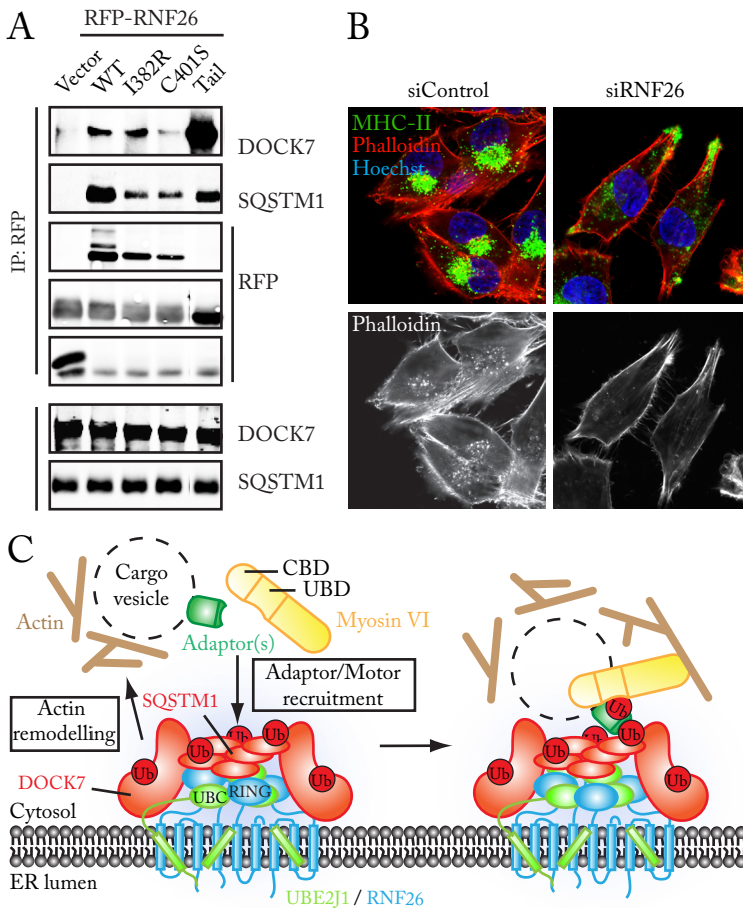 A
RFP-RNF26
Vector
WT
I382R
C401S
Tail
IP: RFP
DOCK7
SQSTM1
RFP
DOCK7
SQSTM1
B
siControl
siRNF26
MHC-II
Phalloidin
Hoechst
Phalloidin
C
Cargo
vesicle
CBD
UBD
Actin
Adaptor(s)
Myosin VI
Adaptor/Motor
recruitment
SQSTM1
Actin
remodelling
Ub
Ub
Ub
Ub
Ub
DOCK7
UBC
RING
Cytosol
ER lumen
UBE2J1 / RNF26
Ub
Ub
Ub
Ub
Ub
Ub